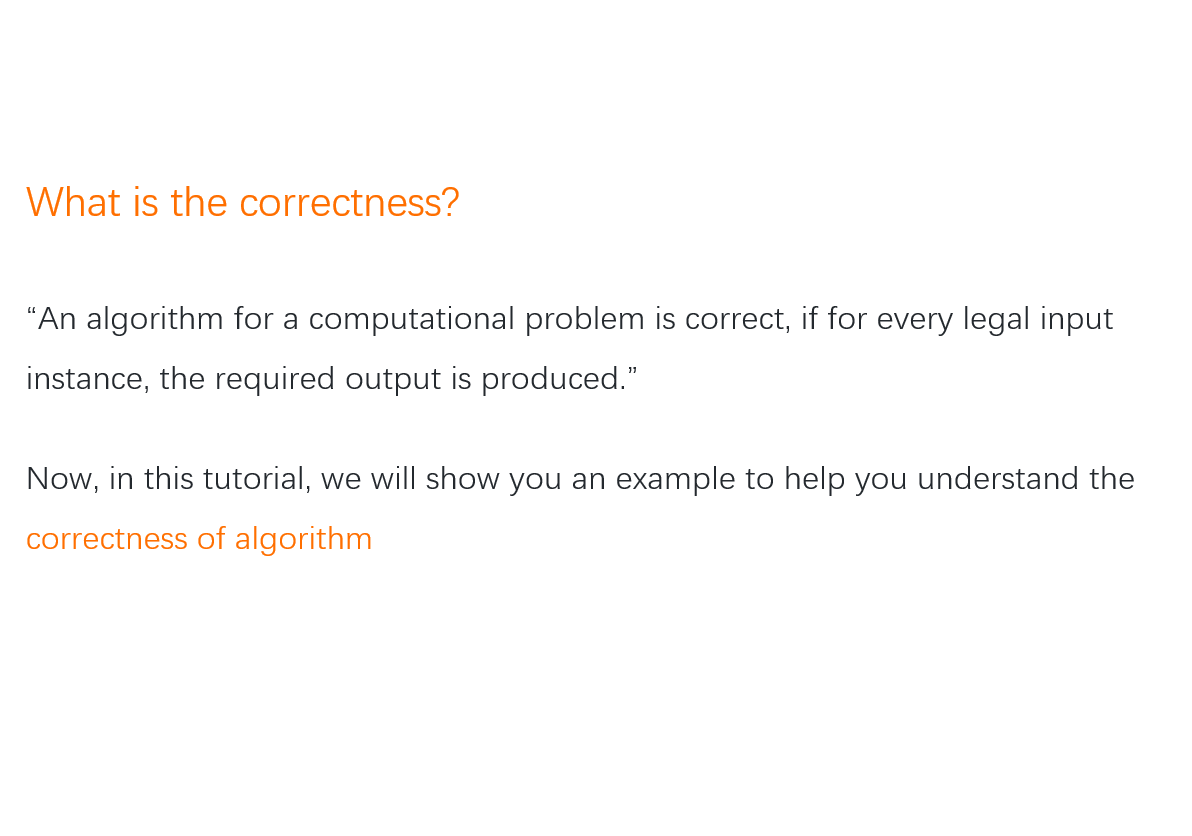 What is the correctness?
“An algorithm for a computational problem is correct, if for every legal input
instance, the required output is produced.”
Now, in this tutorial, we will show you an example to help you understand the
correctness of algorithm